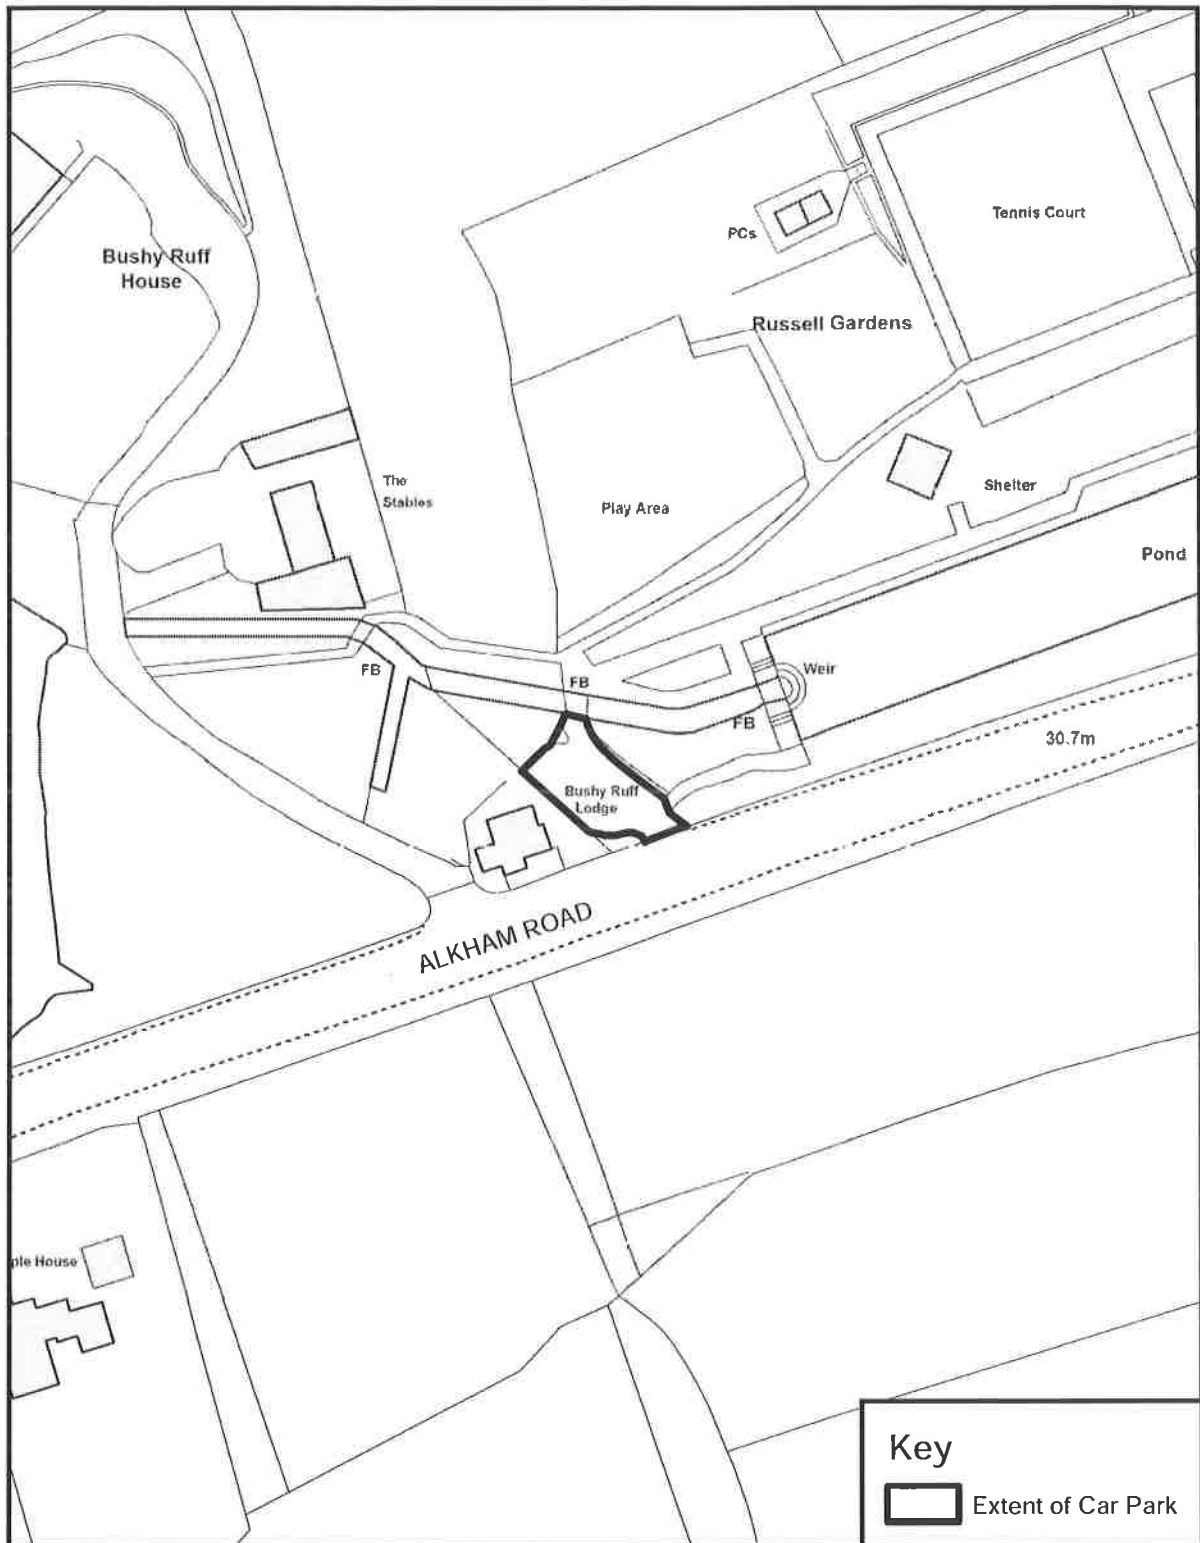 Tennis Court
PCs
Bushy Ruff
House
Russell Gardens
The
Stables
Shelter
Play Area
Pond
FB
FB
Weir
FB
30.7m
Bushy Ruff
Lodge
ALKHAM ROAD
ple House
Key
Extent of Car Park